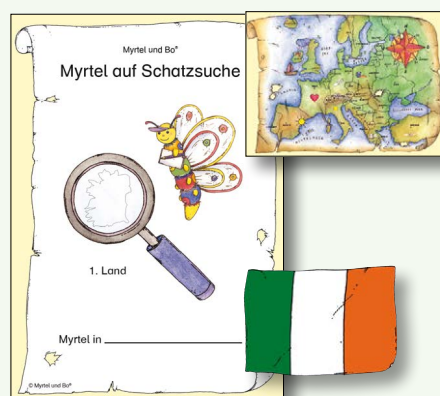 Myrtel und Bo®
Myrtel auf Schatzsuche
1. Land
Myrtel in
© Myrtel und Bo®